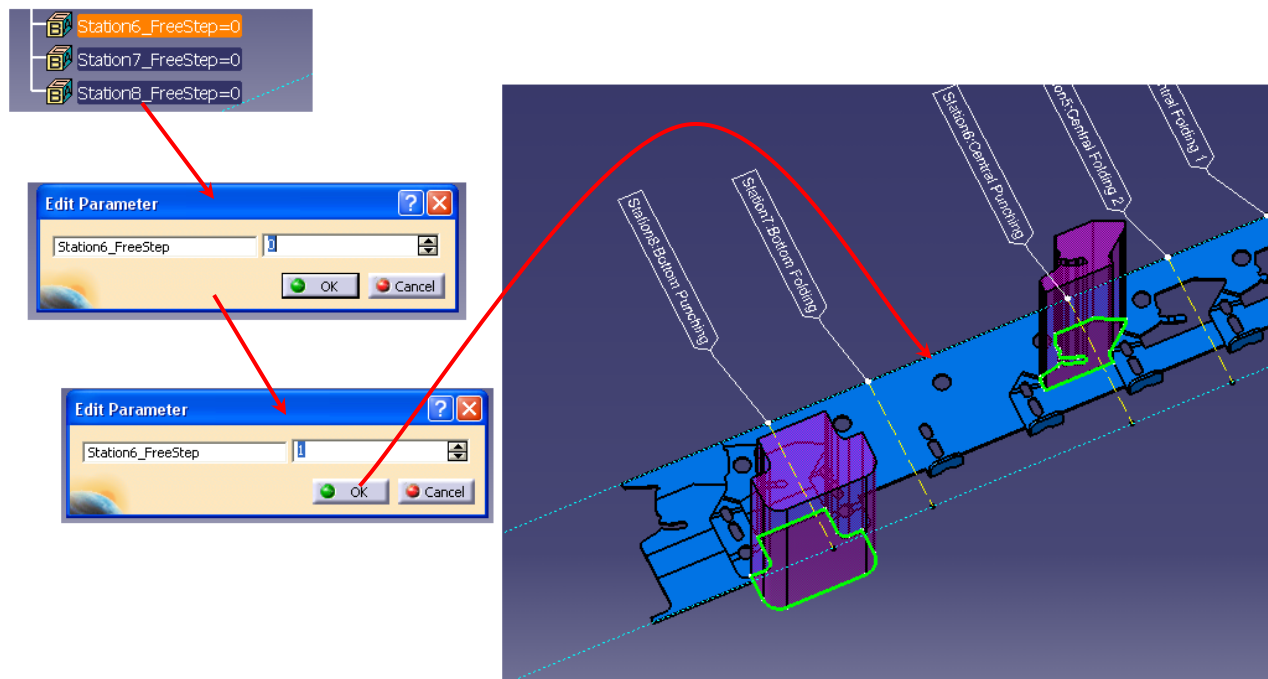 Station6_FreeStep=0
Station7_FreeStep=0
Station8_FreeStep=0
Edit Parameter
Station6_FreeStep
0
OK
Cancel
Edit Parameter
Station6_FreeStep
1
OK
Cancel
Station8:Bottom Punching
Station7:Bottom Folding
Station6:Central Punching
5:Central Folding 2
Folding 1